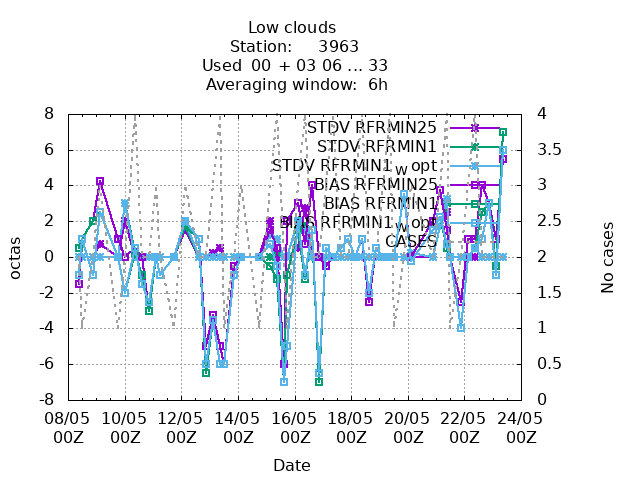 Low clouds
Station: 3963
Used 00 + 03 06 ... 33
Averaging window: 6h
8
6
4
2
0
-2
-4
-6
-8
4
3.5
3
2.5
2
1.5
1
0.5
0
octas
No cases
STDV RFRMIN25
STDV RFRMIN1
STDV RFRMIN1_w opt
BIAS RFRMIN25
BIAS RFRMIN1
BIAS RFRMIN1_w opt
CASES
08/05 10/05 12/05 14/05 16/05 18/05 20/05 22/05 24/05
00Z 00Z 00Z 00Z 00Z 00Z 00Z 00Z 00Z
Date